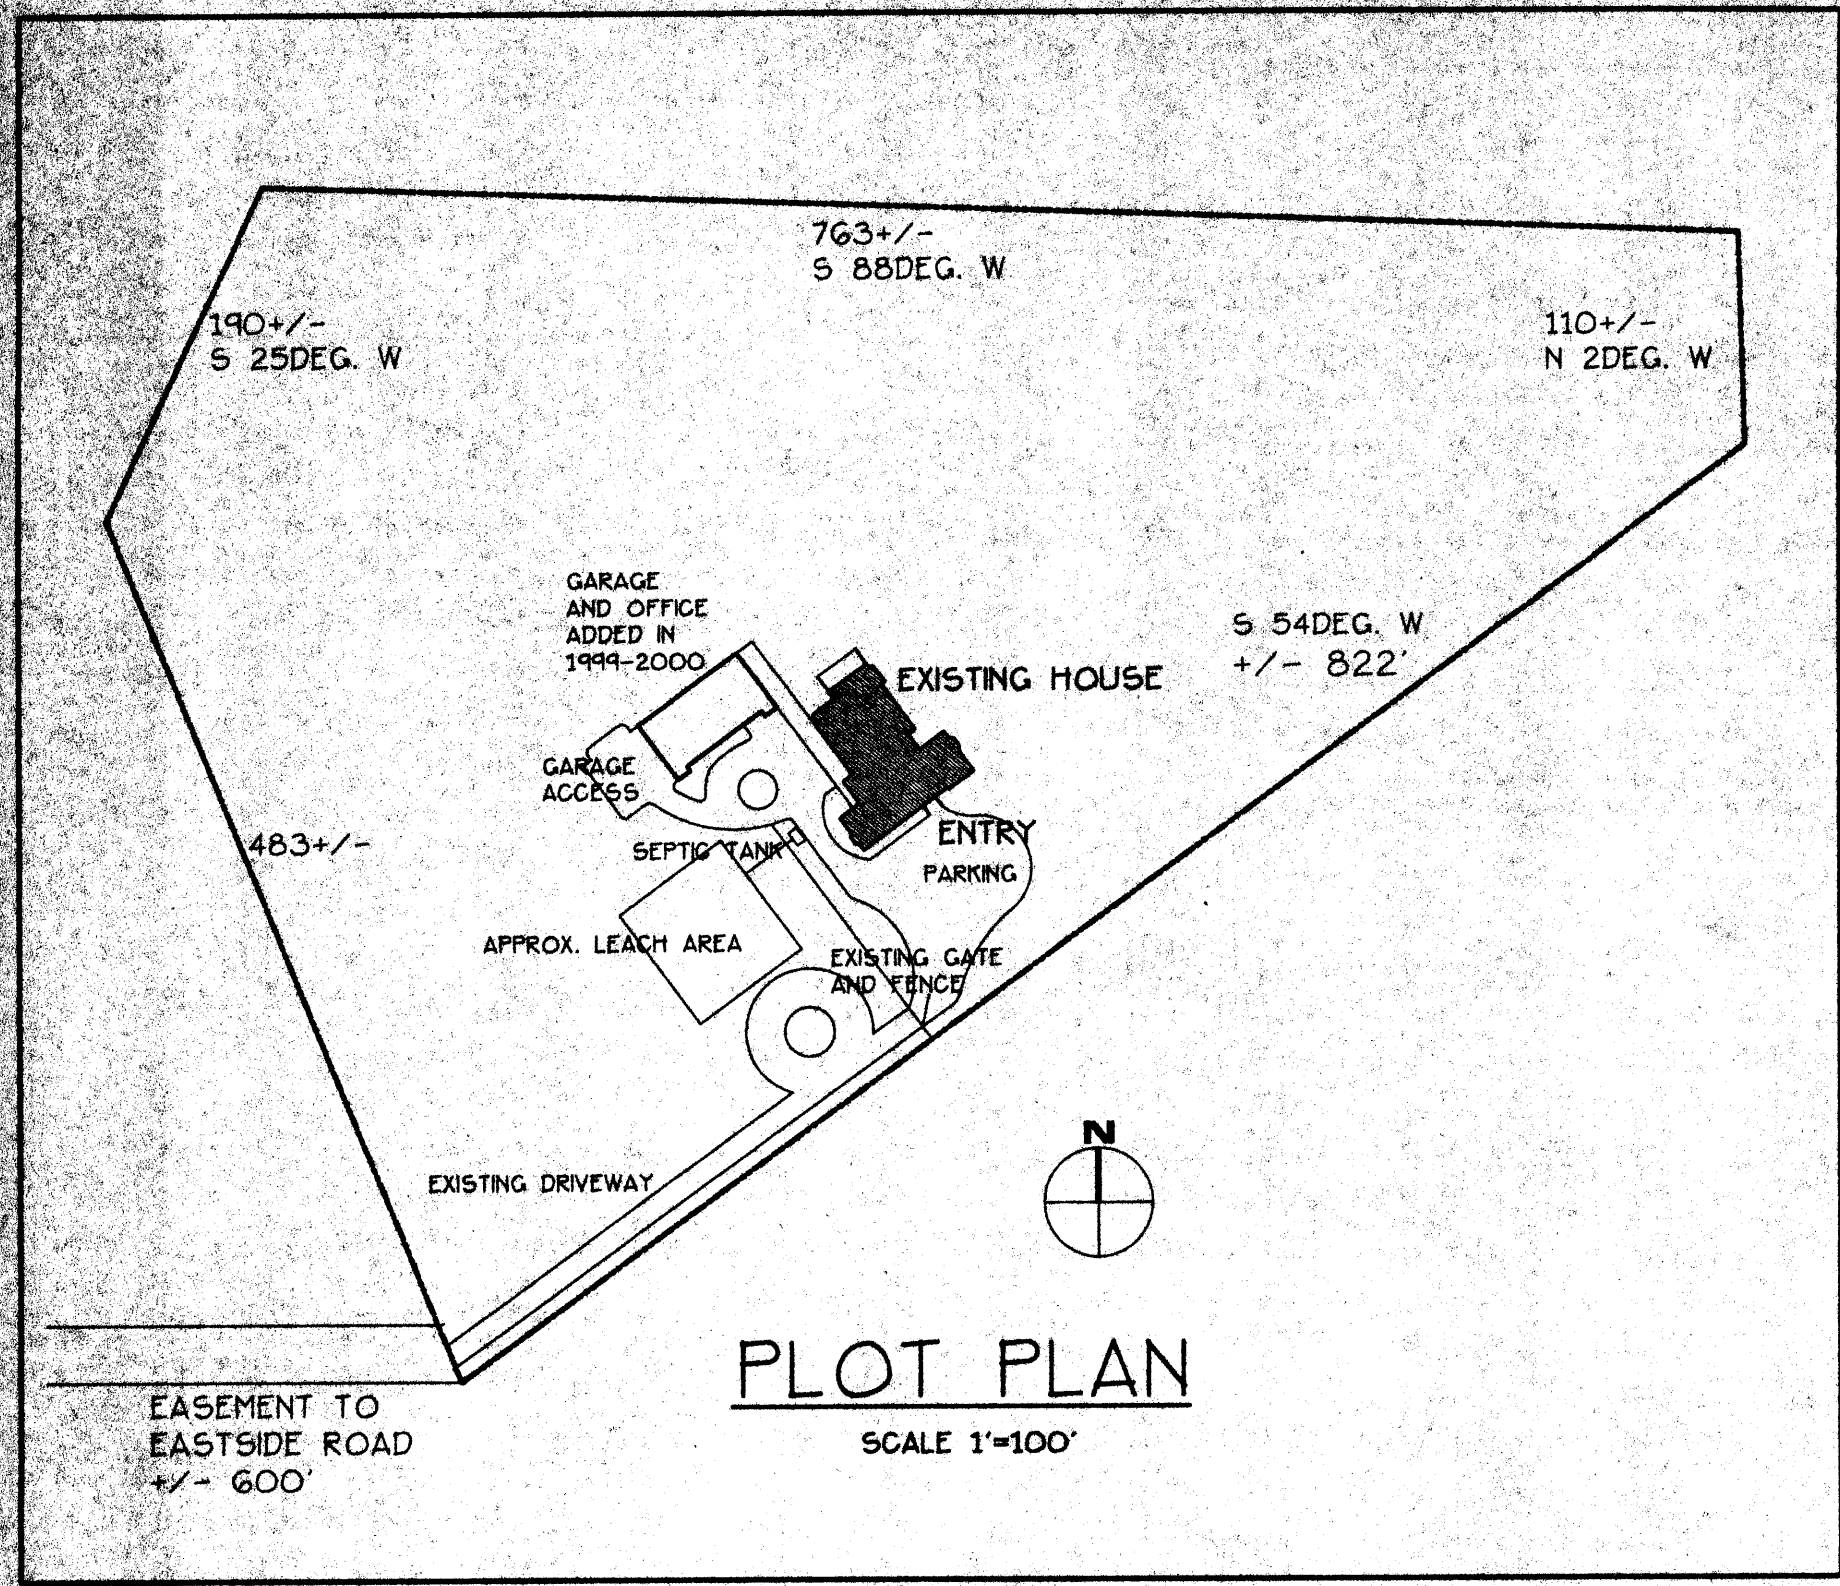 763+/-
S 88DEG. W
190+/-
S 25DEG. W
110+/-
N 2DEG. W
GARAGE
AND OFFICE
ADDED IN
1999-2000
S 54DEG. W
+/- 822'
EXISTING HOUSE
GARAGE
ACCESS
483+/-
SEPTIC TANK
ENTRY
PARKING
APPROX. LEACH AREA
EXISTING GATE
AND FENCE
EXISTING DRIVEWAY
N
PLOT PLAN
SCALE 1'=100'
EASEMENT TO
EASTSIDE ROAD
+/- 600'